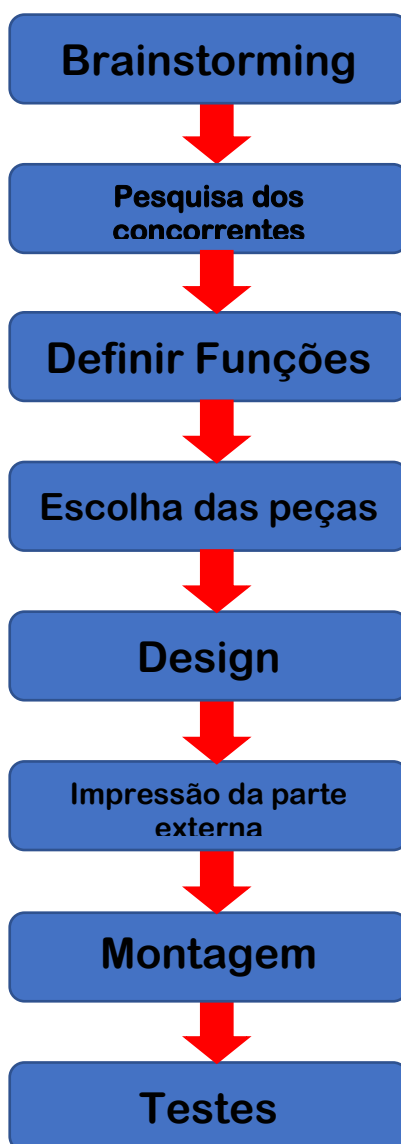 Brainstorming
Pesquisa dos
concorrentes
Definir Funções
Escolha das peças
Design
Impressão da parte
externa
Montagem
Testes